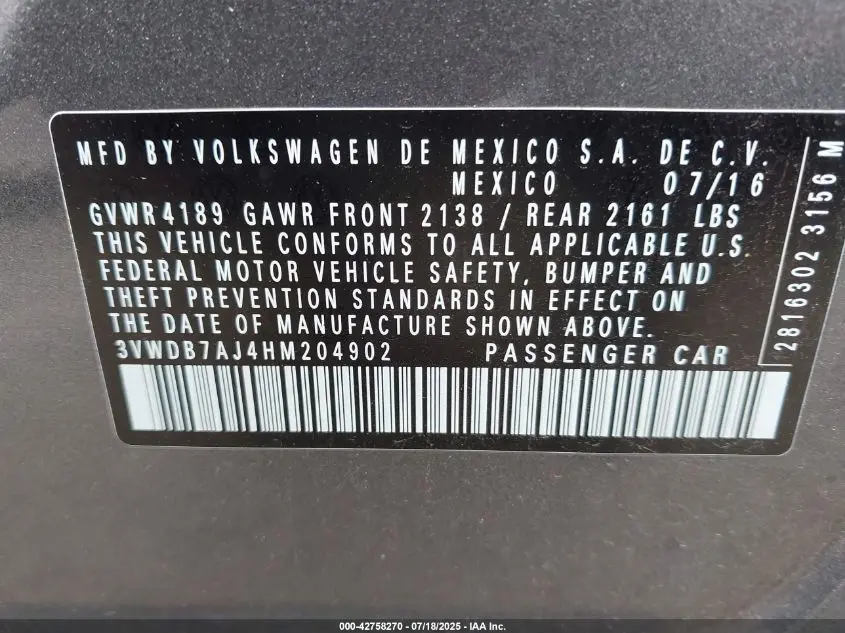 MFD BY VOLKSWAGEN DE MEXICO S.A. DE C.V.
MEXICO 07/16
GVWR4189 GAWR FRONT 2138 / REAR 2161 LBS
THIS VEHICLE CONFORMS TO ALL APPLICABLE U.S.
FEDERAL MOTOR VEHICLE SAFETY, BUMPER AND
THEFT PREVENTION STANDARDS IN EFFECT ON
THE DATE OF MANUFACTURE SHOWN ABOVE.
3VWDB7AJ4HM204902 PASSENGER CAR
2816302 3156 M
000-42758270 - 07/18/2025 - IAA Inc.